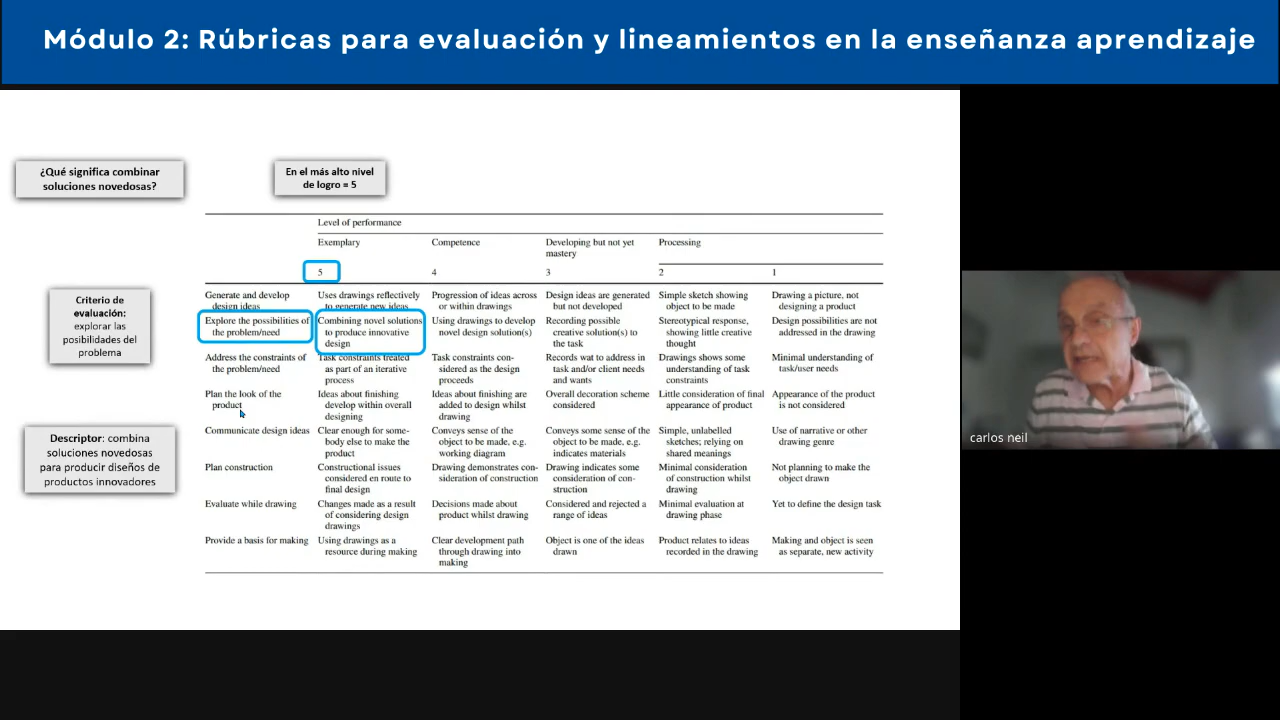 Módulo 2: Rúbricas para evaluación y lineamientos en la enseñanza aprendizaje
¿Qué significa combinar
soluciones novedosas?
En el más alto nivel
de logro = 5
Level of performance
Exemplary Competence Developing but not yet mastery Processing
5 4 3 2 1
Criterio de
evaluación:
explorar las
posibilidades del
problema
Descriptor: combina
soluciones novedosas
para producir diseños de
productos innovadores
Generate and develop design ideas
Uses drawings reflectively to generate new ideas
Progression of ideas across or within drawings
Design ideas are generated but not developed
Simple sketch showing object to be made
Drawing a picture, not designing a product
Explore the possibilities of the problem/need
Combining novel solutions to produce innovative design
Using drawings to develop novel design solution(s)
Recording possible creative solution(s) to the task
Stereotypical response, showing little creative thought
Design possibilities are not addressed in the drawing
Address the constraints of the problem/need
Task constraints treated as part of an iterative process
Task constraints con- sidered as the design proceeds
Records wat to address in task and/or client needs and wants
Drawings shows some understanding of task constraints
Minimal understanding of task/user needs
Plan the look of the product
Ideas about finishing develop within overall designing
Ideas about finishing are added to design whilst drawing
Overall decoration scheme considered
Little consideration of final appearance of product
Appearance of the product is not considered
Communicate design ideas
Clear enough for some- body else to make the product
Conveys sense of the object to be made, e.g. working diagram
Conveys some sense of the object to be made, e.g. indicates materials
Simple, unlabelled sketches; relying on shared meanings
Use of narrative or other drawing genre
Plan construction
Constructional issues considered en route to final design
Drawing demonstrates con- sideration of construction
Drawing indicates some consideration of con- struction
Minimal consideration of construction whilst drawing
Not planning to make the object drawn
Evaluate while drawing
Changes made as a result of considering design drawings
Decisions made about product whilst drawing
Considered and rejected a range of ideas
Minimal evaluation at drawing phase
Yet to define the design task
Provide a basis for making
Using drawings as a resource during making
Clear development path through drawing into making
Object is one of the ideas drawn
Product relates to ideas recorded in the drawing
Making and object is seen as separate, new activity
carlos neil